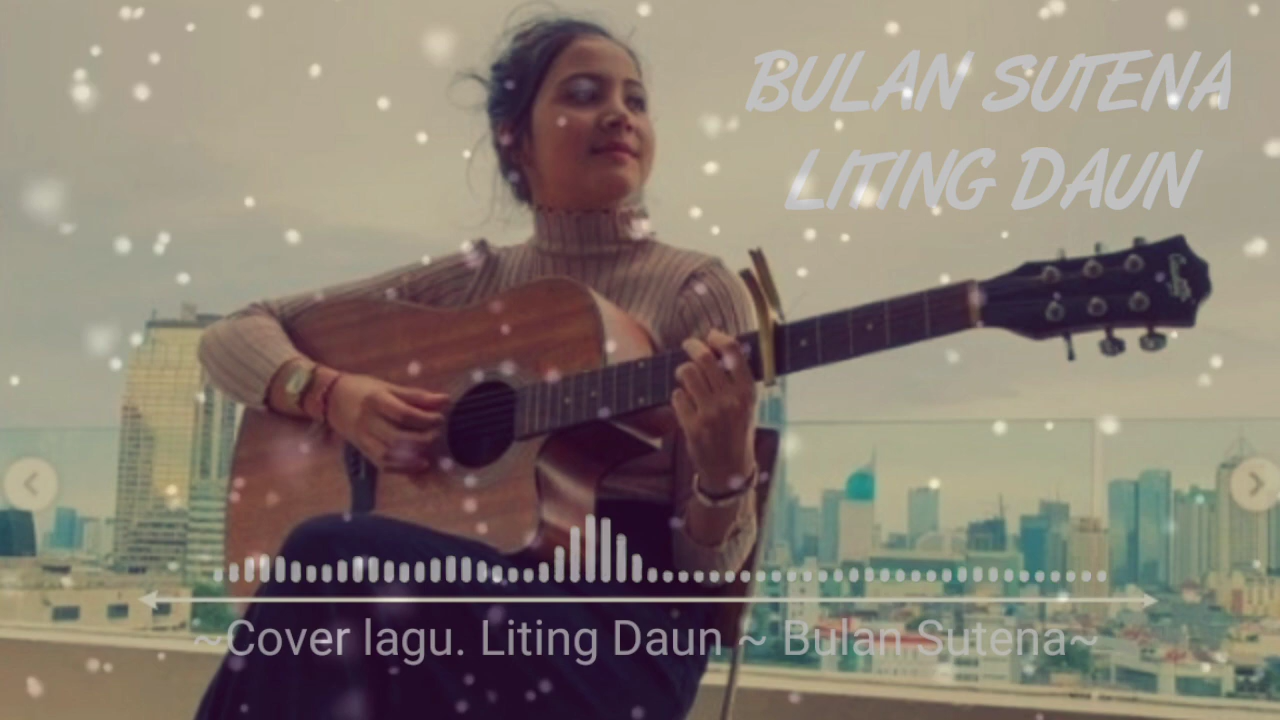 BULAN SUTENA
LITING DAUN
~Cover lagu. Liting Daun ~ Bulan Sutena~